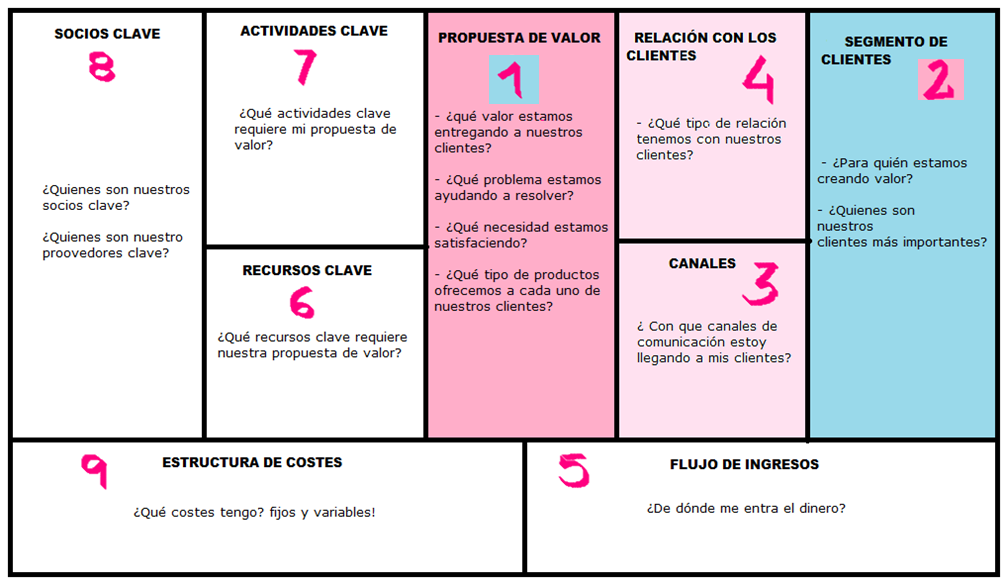 SOCIOS CLAVE
8
¿Quienes son nuestros
socios clave?
¿Quienes son nuestro
proovedores clave?
ACTIVIDADES CLAVE
7
¿Qué actividades clave
requiere mi propuesta de
valor?
RECURSOS CLAVE
6
¿Qué recursos clave requiere
nuestra propuesta de valor?
PROPUESTA DE VALOR
1
- ¿qué valor estamos
entregando a nuestros
clientes?
- ¿Qué problema estamos
ayudando a resolver?
- ¿Qué necesidad estamos
satisfaciendo?
- ¿Qué tipo de productos
ofrecemos a cada uno de
nuestros clientes?
RELACIÓN CON LOS
CLIENTES
4
- ¿Qué tipo de relación
tenemos con nuestros
clientes?
CANALES
3
¿ Con que canales de
comunicación estoy
llegando a mis clientes?
SEGMENTO DE
CLIENTES
2
- ¿Para quién estamos
creando valor?
- ¿Quienes son
nuestros
clientes más importantes?
9
ESTRUCTURA DE COSTES
¿Qué costes tengo? fijos y variables!
5
FLUJO DE INGRESOS
¿De dónde me entra el dinero?